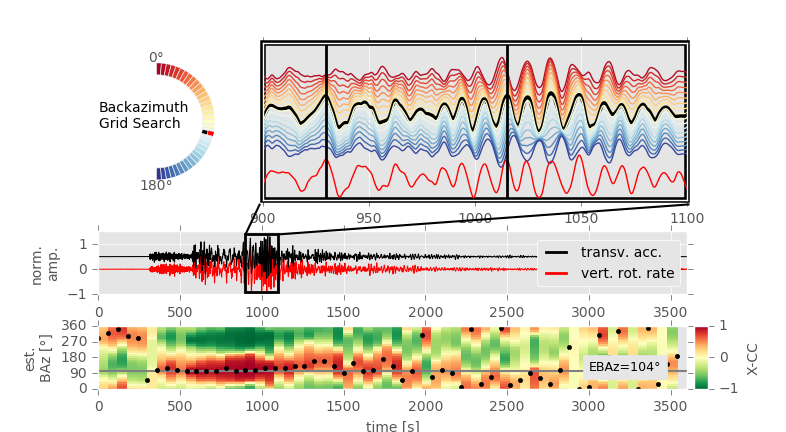 0°
Backazimuth
Grid Search
180°
900 950 1000 1050 1100
norm.
amp.
1
0
−1
transv. acc.
vert. rot. rate
0 500 1000 1500 2000 2500 3000 3500
est.
BAz [°]
360
270
180
90
0
EBAz=104°
1
0
−1
X-CC
0 500 1000 1500 2000 2500 3000 3500
time [s]